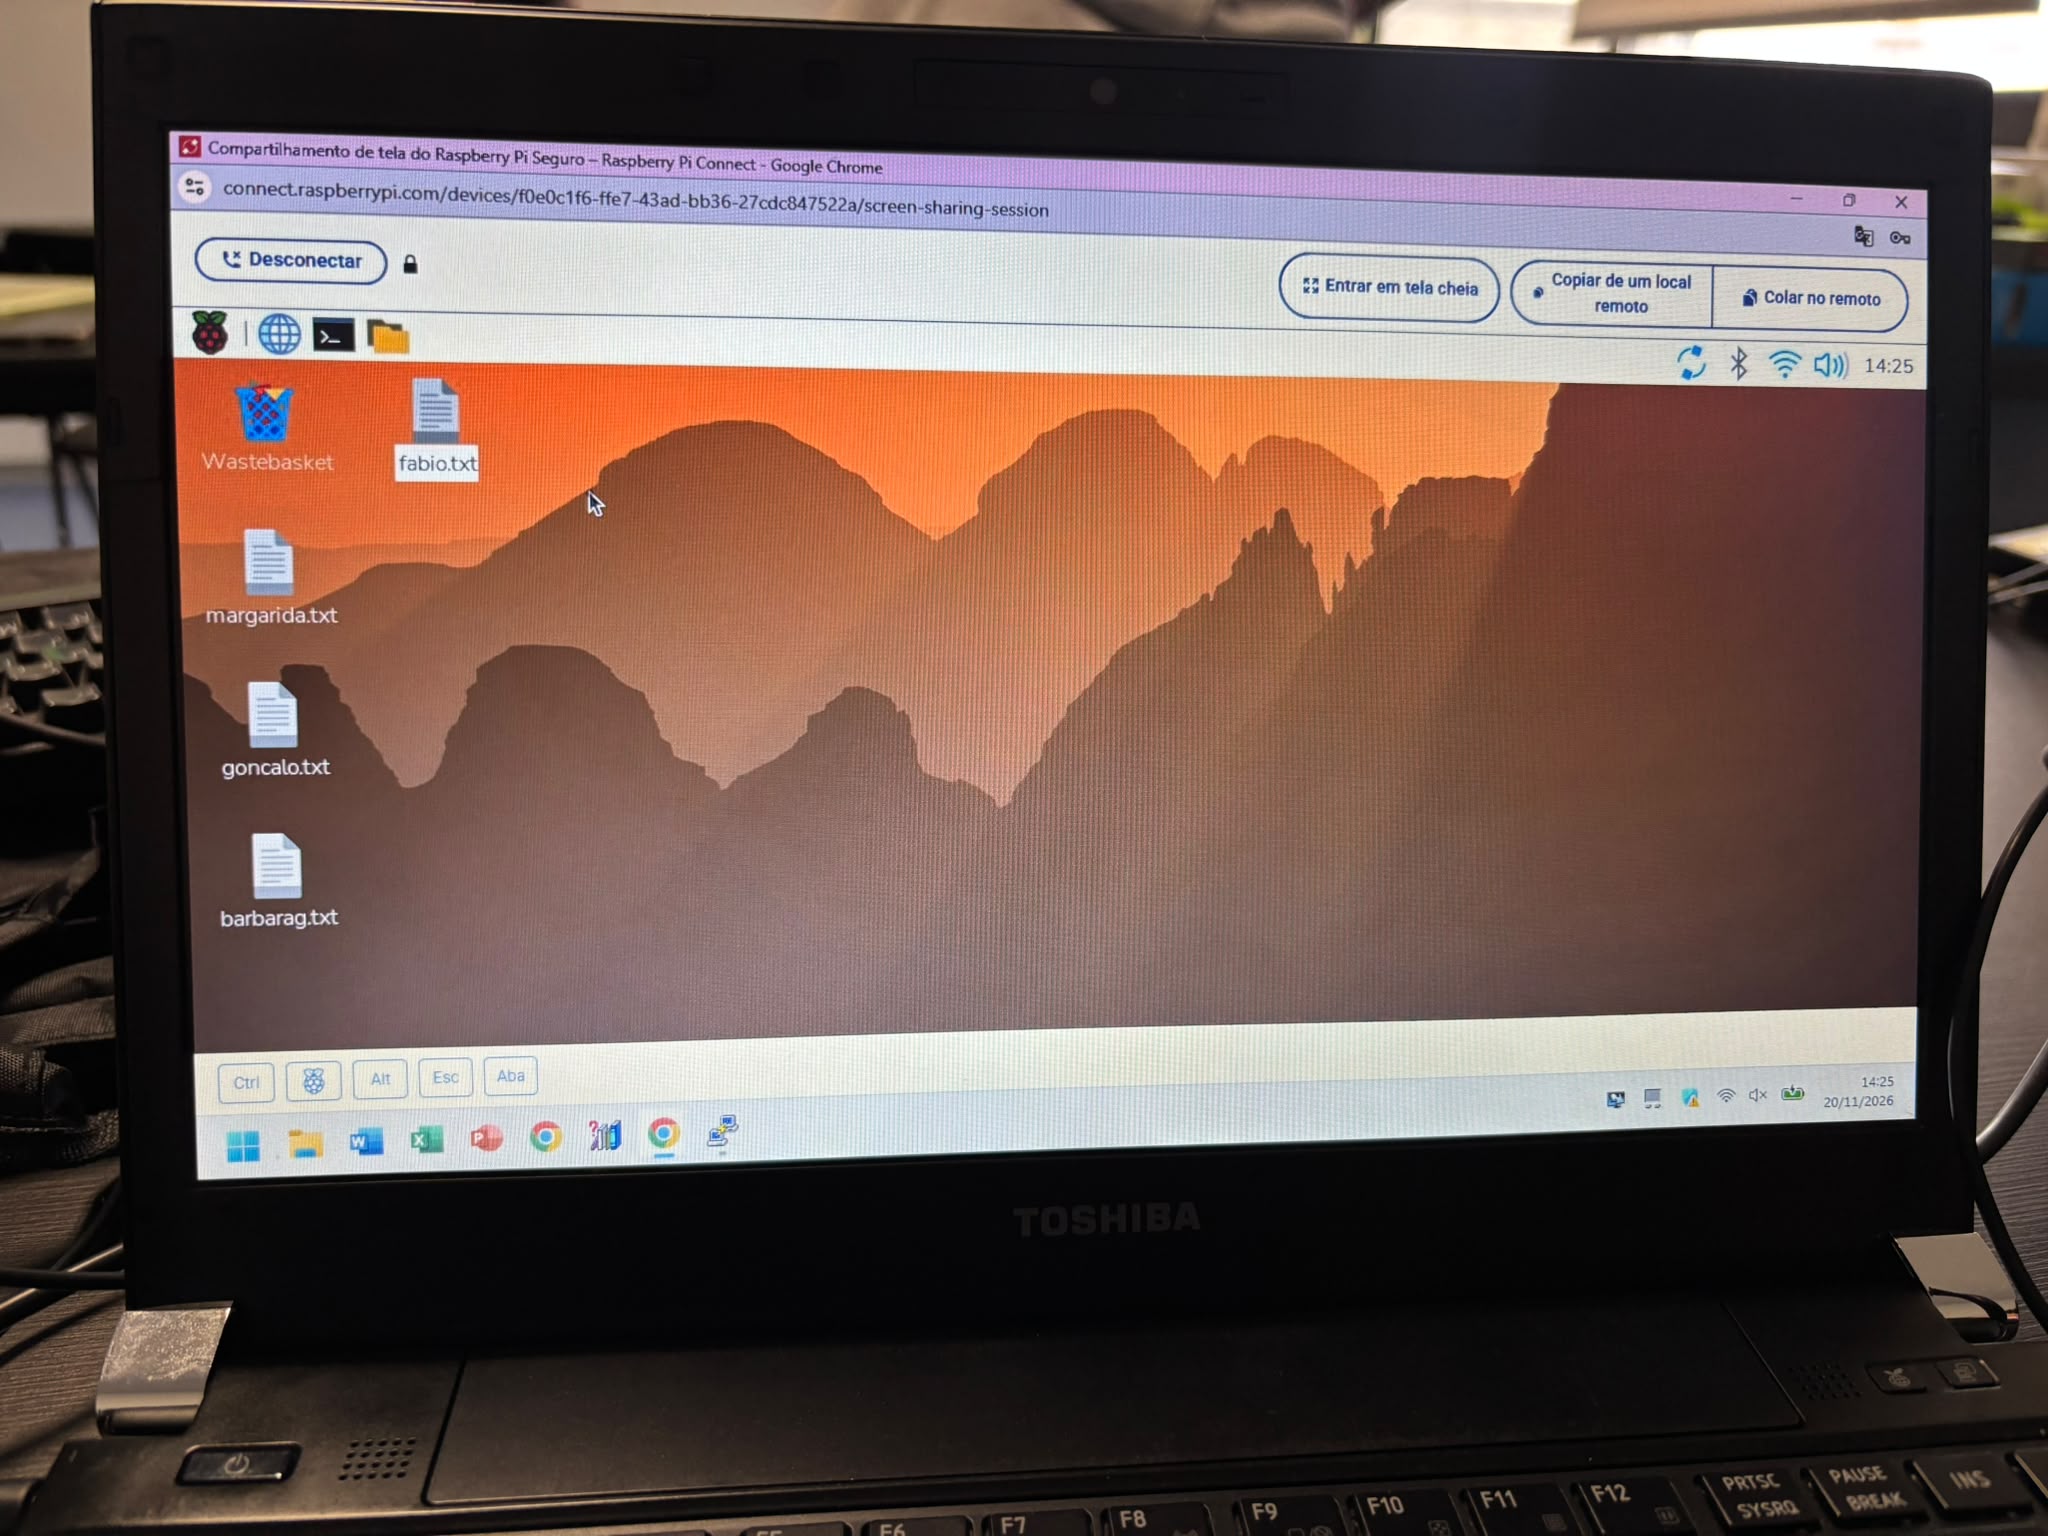 Compartilhamento de tela do Raspberry Pi Seguro – Raspberry Pi Connect - Google Chrome
connect.raspberrypi.com/devices/f0e0c1f6-ffe7-43ad-bb36-27cdc847522a/screen-sharing-session
Desconectar
Entrar em tela cheia
Copiar de um local
remoto
Colar no remoto
14:25
Wastebasket
fabio.txt
margarida.txt
goncalo.txt
barbarag.txt
Ctrl
Alt
Esc
Aba
14:25
20/11/2026
TOSHIBA
F6
F7
F8
F9
F10
F11
F12
PRTSC
SYSRQ
PAUSE
BREAK
INS